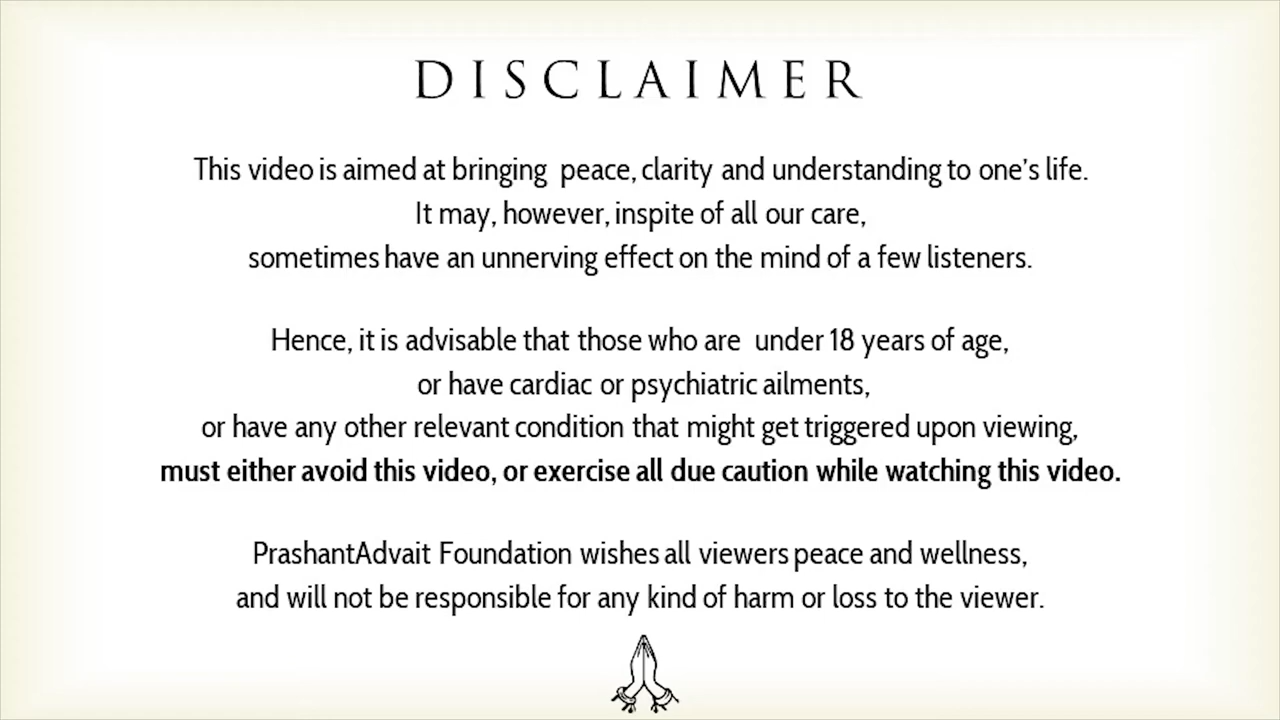 DISCLAIMER
This video is aimed at bringing peace, clarity and understanding to one's life.
It may, however, inspite of all our care,
sometimes have an unnerving effect on the mind of a few listeners.
Hence, it is advisable that those who are under 18 years of age,
or have cardiac or psychiatric ailments,
or have any other relevant condition that might get triggered upon viewing,
must either avoid this video, or exercise all due caution while watching this video.
PrashantAdvait Foundation wishes all viewers peace and wellness,
and will not be responsible for any kind of harm or loss to the viewer.